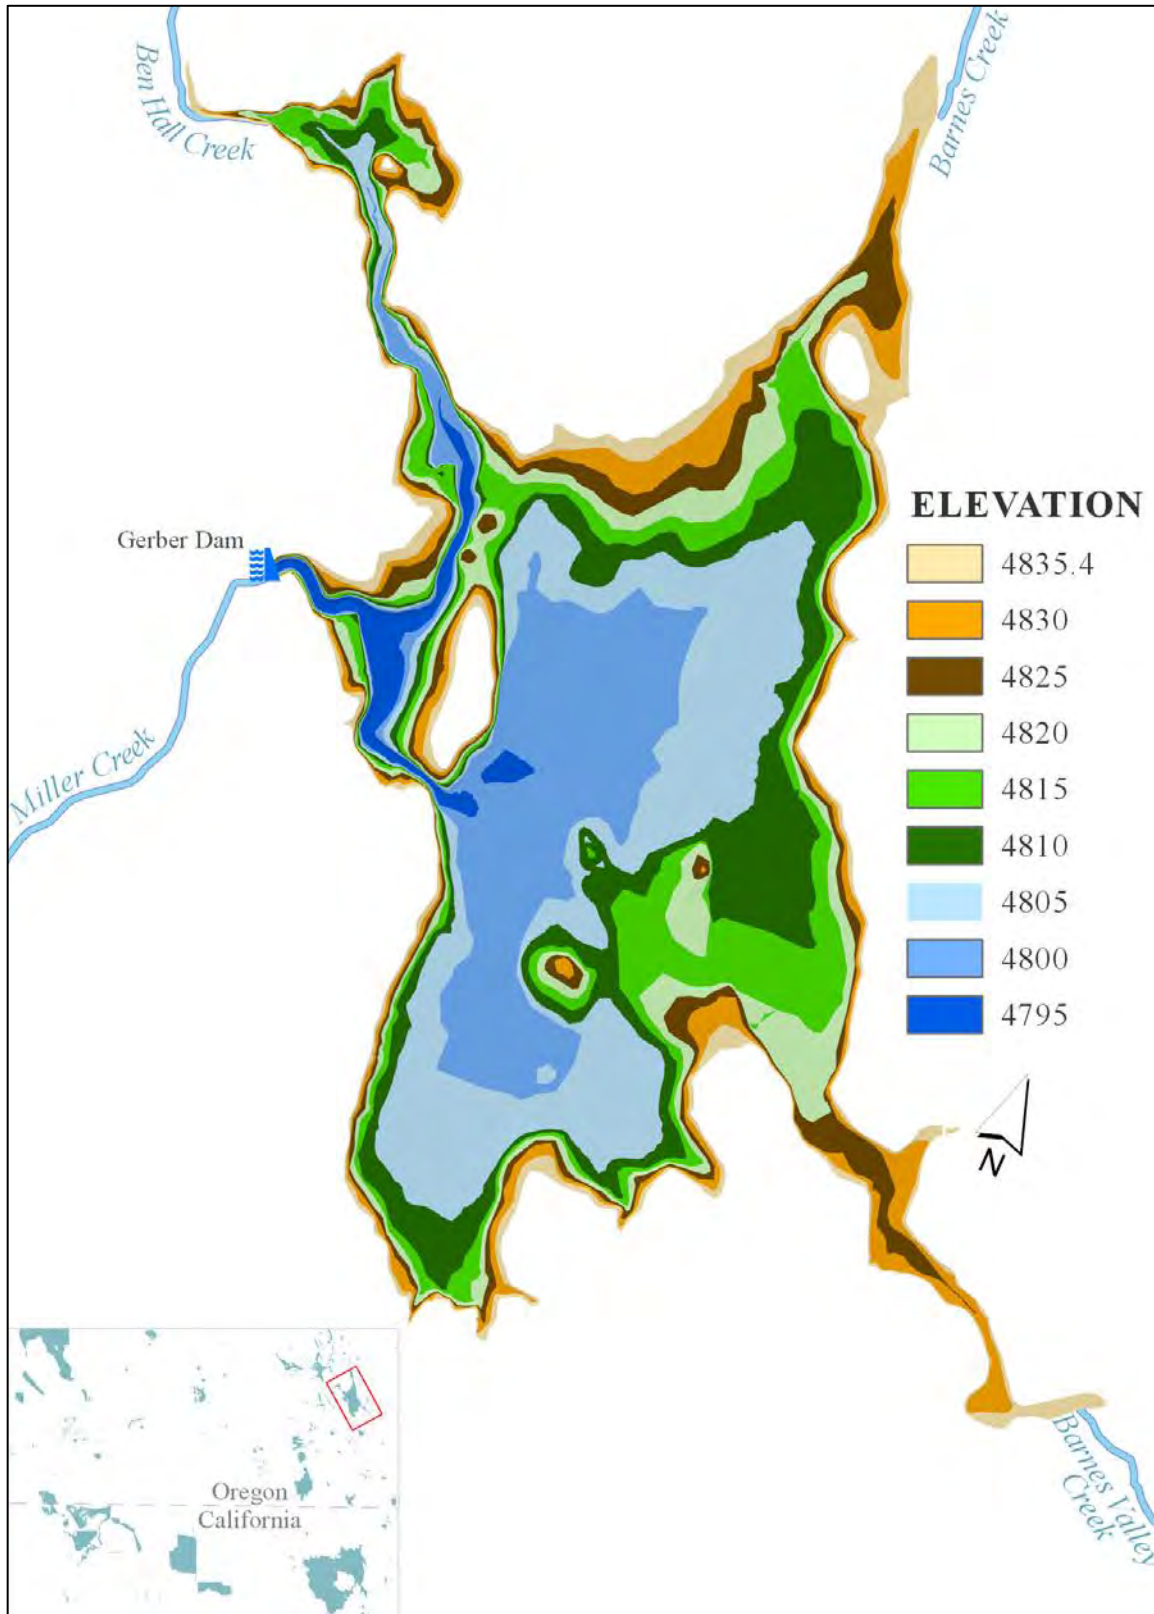 Ben Hall Creek
Barnes Creek
ELEVATION
4835.4
4830
4825
4820
4815
4810
4805
4800
4795
Gerber Dam
Miller Creek
N
Oregon
California
Barnes Valley
Creek